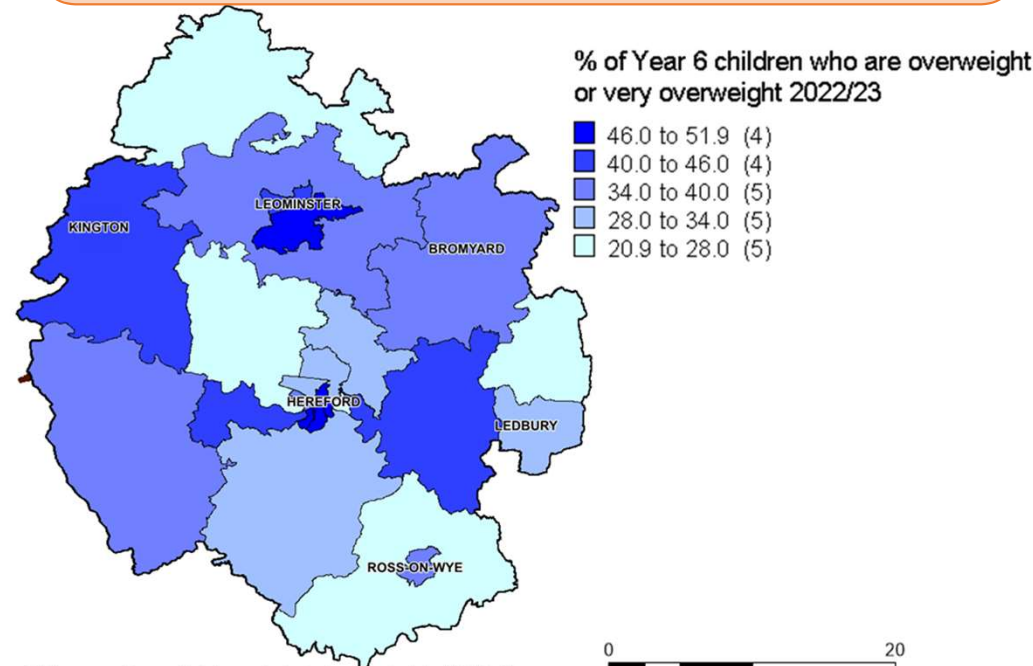 % of Year 6 children who are overweight
or very overweight 2022/23
46.0 to 51.9 (4)
40.0 to 46.0 (4)
34.0 to 40.0 (5)
28.0 to 34.0 (5)
20.9 to 28.0 (5)
LEOMINSTER
KINGTON
BROMYARD
HEREFORD
LEDBURY
ROSS-ON-WYE
0 20